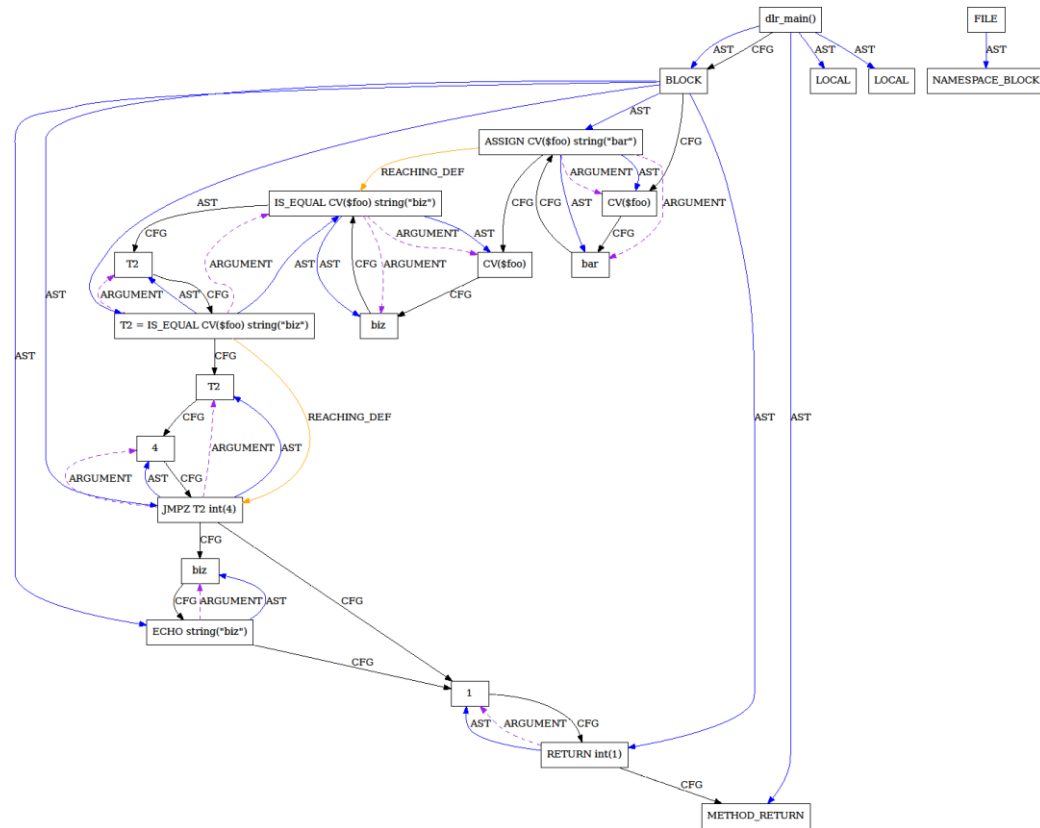 dlr_main()
FILE
AST
CFG
AST
AST
AST
BLOCK
LOCAL
LOCAL
NAMESPACE_BLOCK
AST
CFG
ASSIGN CV($foo) string("bar")
REACHING_DEF
ARGUMENT
AST
ARGUMENT
IS_EQUAL CV($foo) string("biz")
CV($foo)
AST
CFG
AST
CFG
CFG
CFG
ARGUMENT
AST
T2
CV($foo)
bar
ARGUMENT
AST
CFG
ARGUMENT
AST
AST
CFG
ARGUMENT
CFG
T2 = IS_EQUAL CV($foo) string("biz")
biz
AST
AST
CFG
T2
REACHING_DEF
AST
AST
CFG
4
ARGUMENT
AST
ARGUMENT
AST
CFG
JMPZ T2 int(4)
CFG
biz
CFG
CFG
ARGUMENT
AST
ECHO string("biz")
CFG
1
AST
ARGUMENT
CFG
RETURN int(1)
CFG
METHOD_RETURN